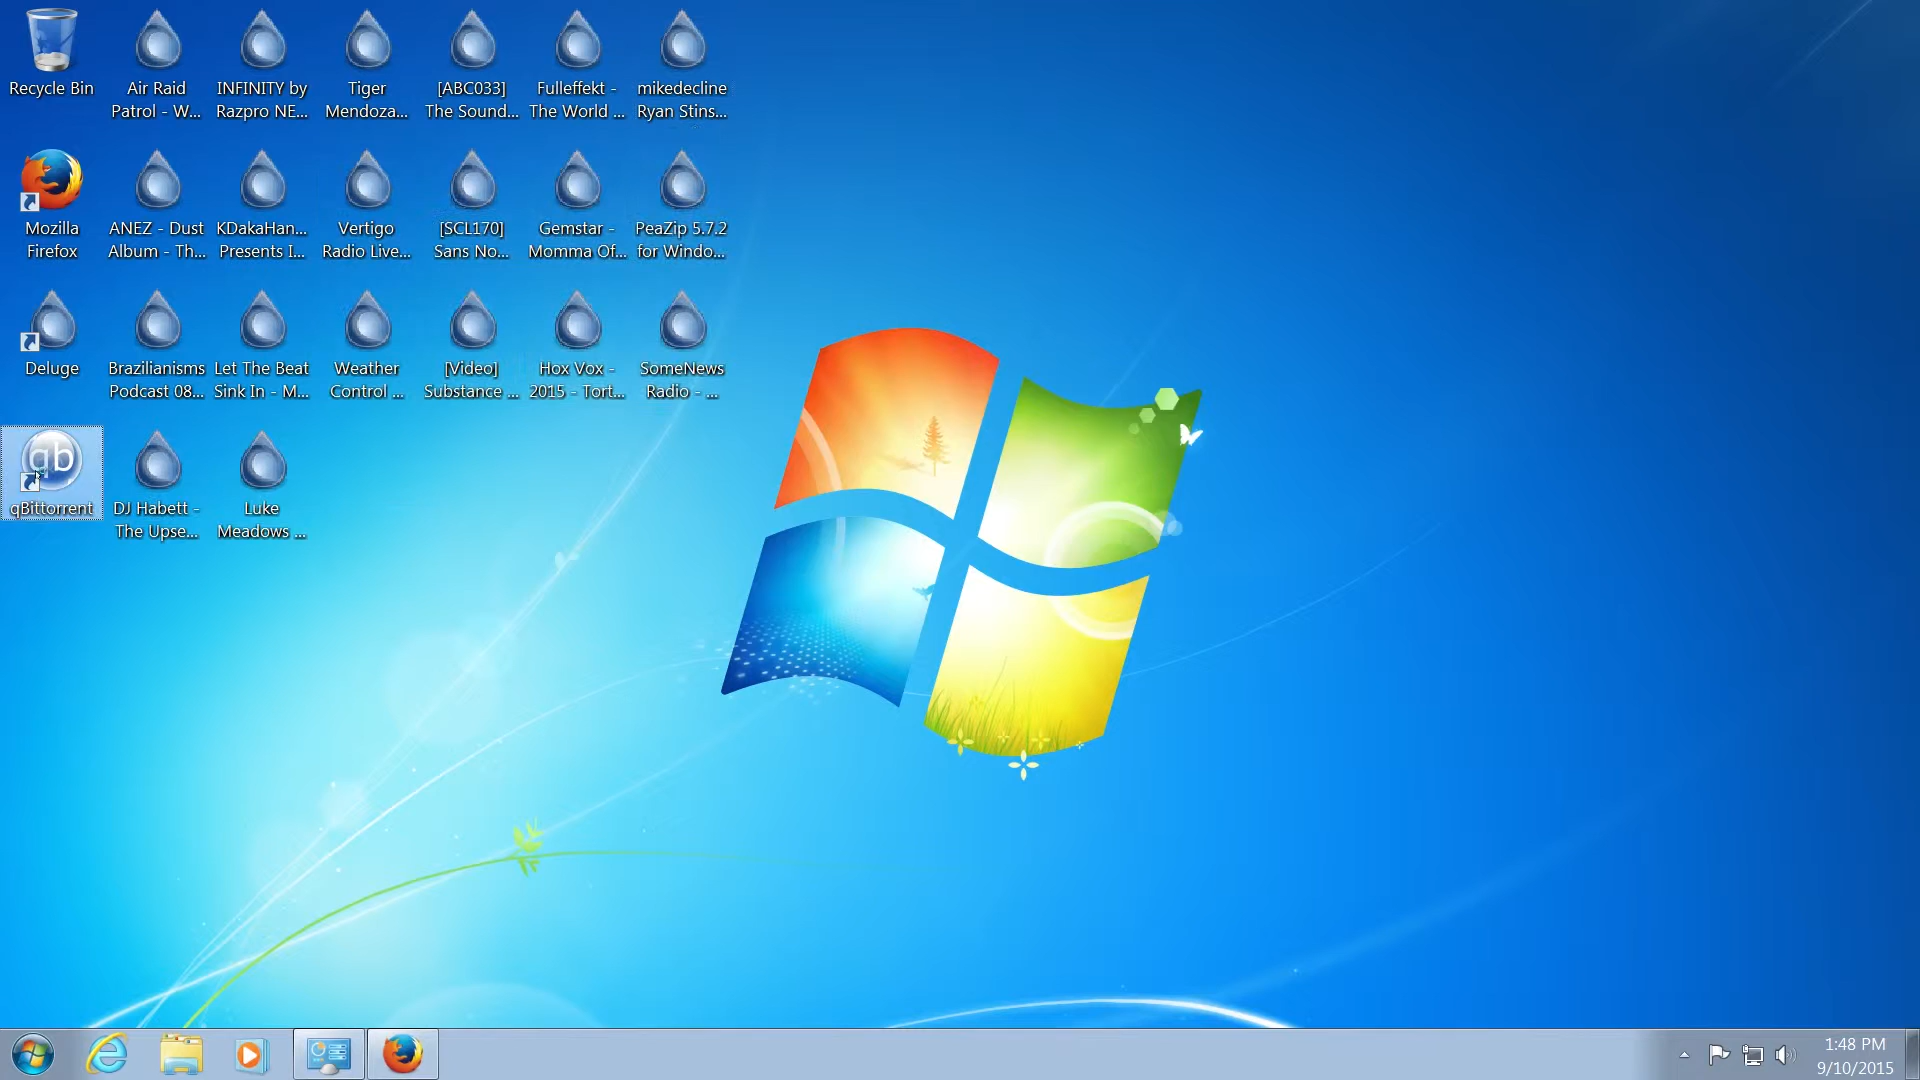 Recycle Bin
Air Raid
Patrol - W...
INFINITY by
Razpro NE...
Tiger
Mendoza...
[ABC033]
The Sound...
Fulleffekt -
The World ...
mikedecline
Ryan Stins...
Mozilla
Firefox
ANEZ - Dust
Album - Th...
KDakaHan...
Presents I...
Vertigo
Radio Live...
[SCL170]
Sans No...
Gemstar -
Momma Of...
PeaZip 5.7.2
for Windo...
Deluge
Brazilianisms
Podcast 08...
Let The Beat
Sink In - M...
Weather
Control ...
[Video]
Substance ...
Hox Vox -
2015 - Tort...
SomeNews
Radio - ...
qb
qBittorrent
DJ Habett -
The Upse...
Luke
Meadows ...
1:48 PM
9/10/2015